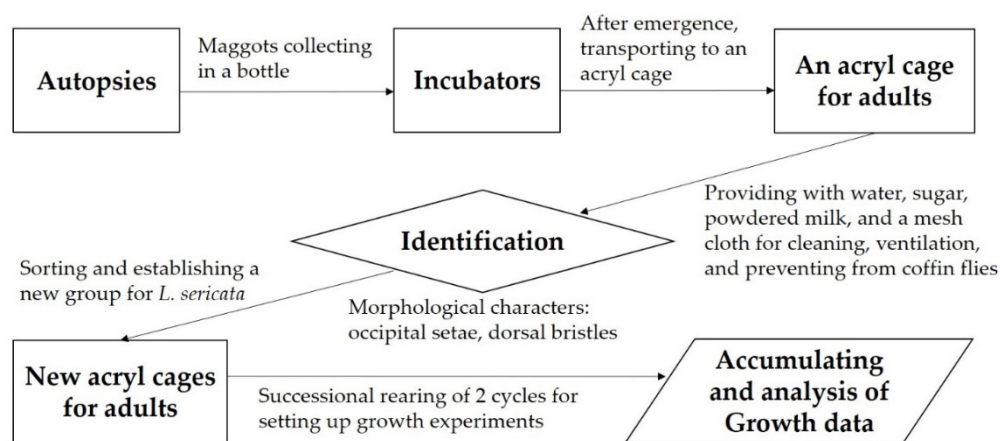 Autopsies
Maggots collecting
in a bottle
Incubators
After emergence,
transporting to an
acryl cage
An acryl cage
for adults
Providing with water, sugar,
powdered milk, and a mesh
cloth for cleaning, ventilation,
and preventing from coffin flies
Identification
Morphological characters:
occipital setae, dorsal bristles
Sorting and establishing a
new group for L. sericata
New acryl cages
for adults
Successional rearing of 2 cycles for
setting up growth experiments
Accumulating
and analysis of
Growth data